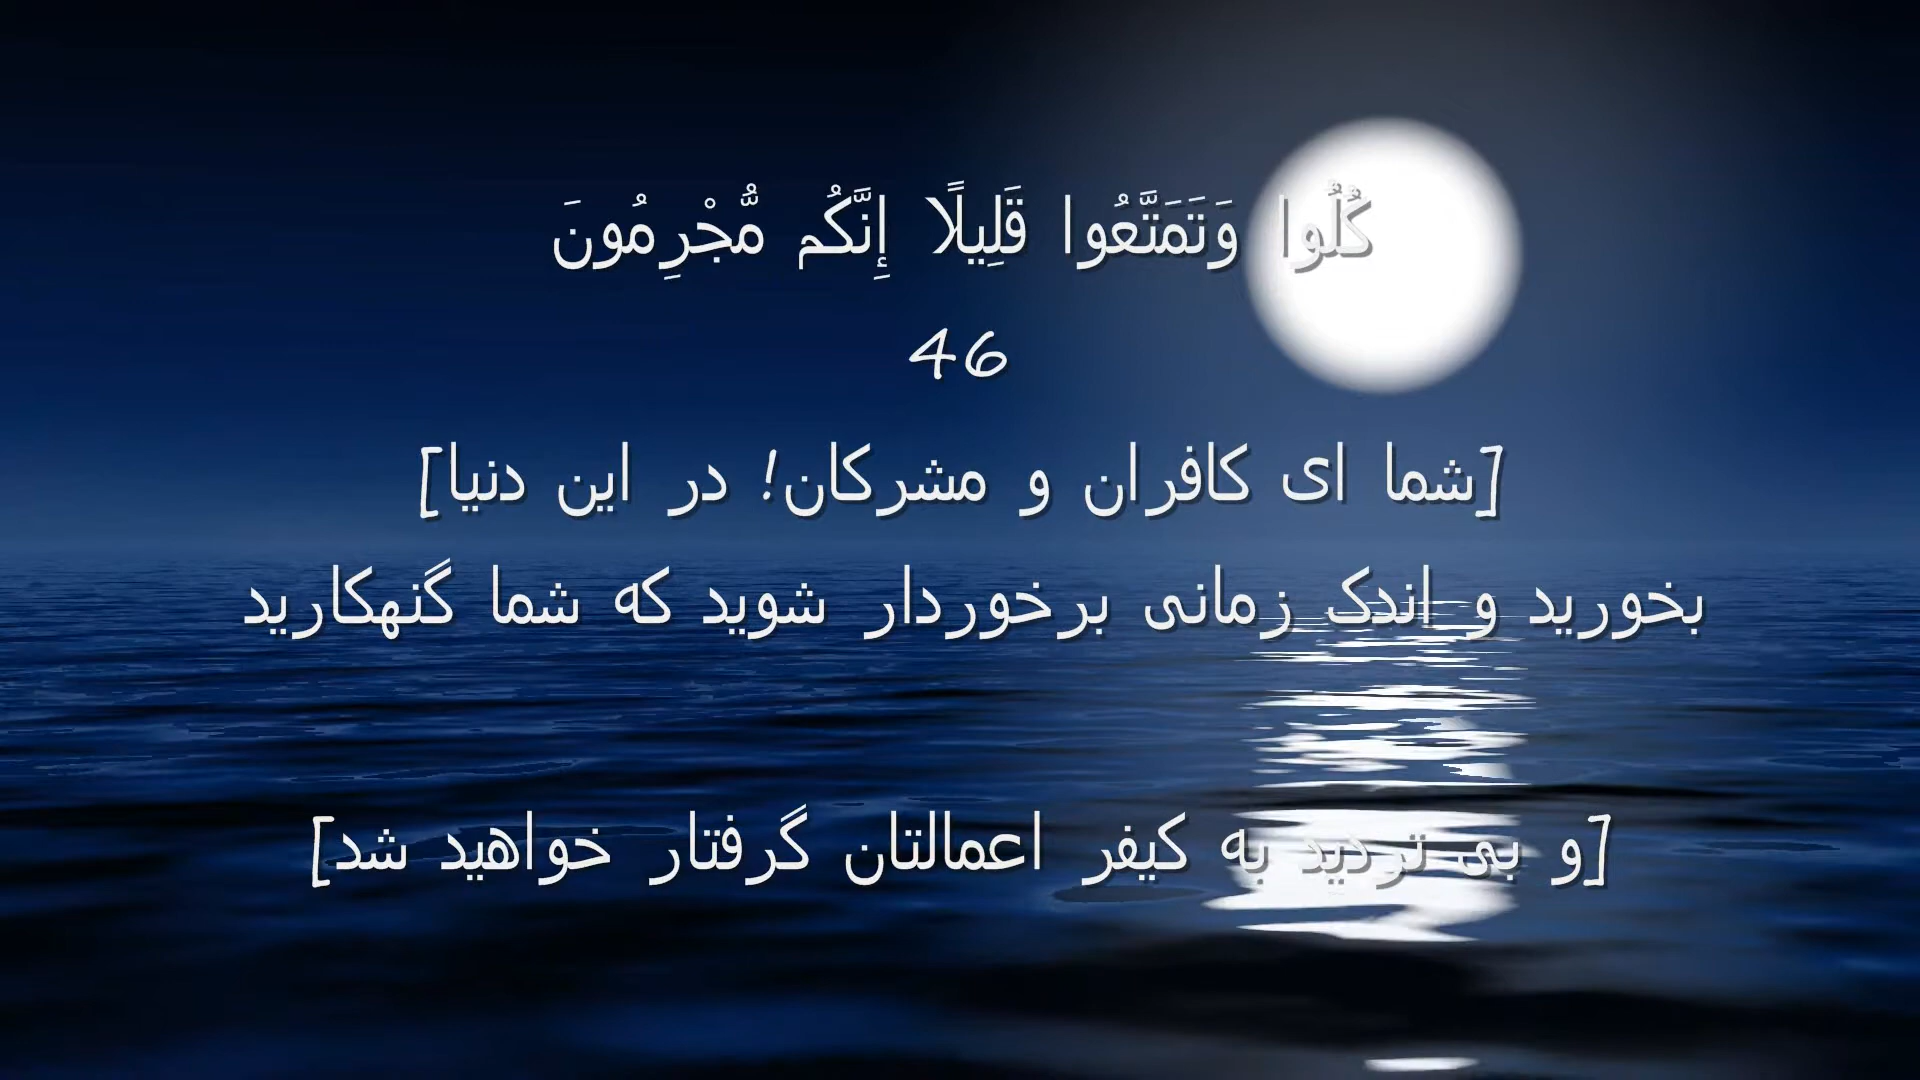 كُلُوا وَتَمَتَّعُوا قَلِيلًا إِنَّكُم مُّجْرِمُونَ
46
[شما ای کافران و مشرکان! در این دنیا]
بخورید و اندک زمانی برخوردار شوید که شما گنهکارید
[و بی تردید به کیفر اعمالتان گرفتار خواهید شد]